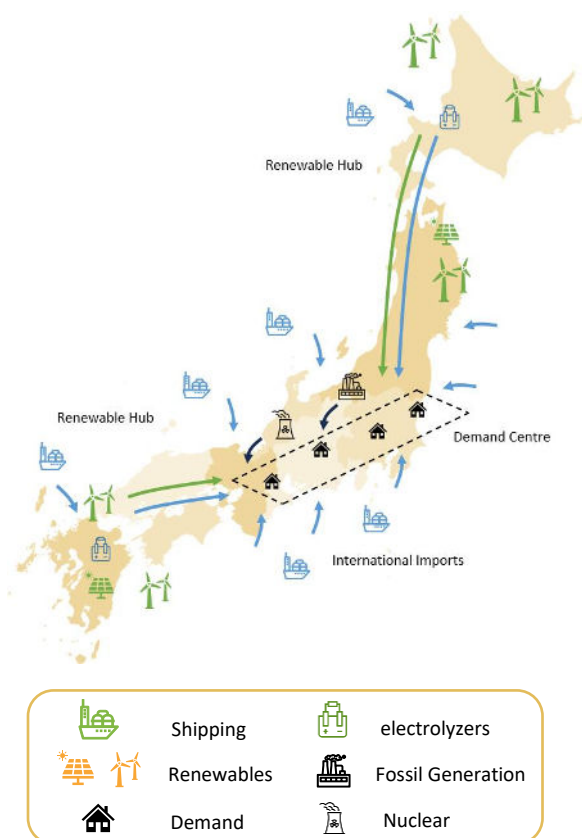 Renewable Hub
Renewable Hub
Demand Centre
International Imports
Shipping
electrolyzers
Renewables
Fossil Generation
Demand
Nuclear